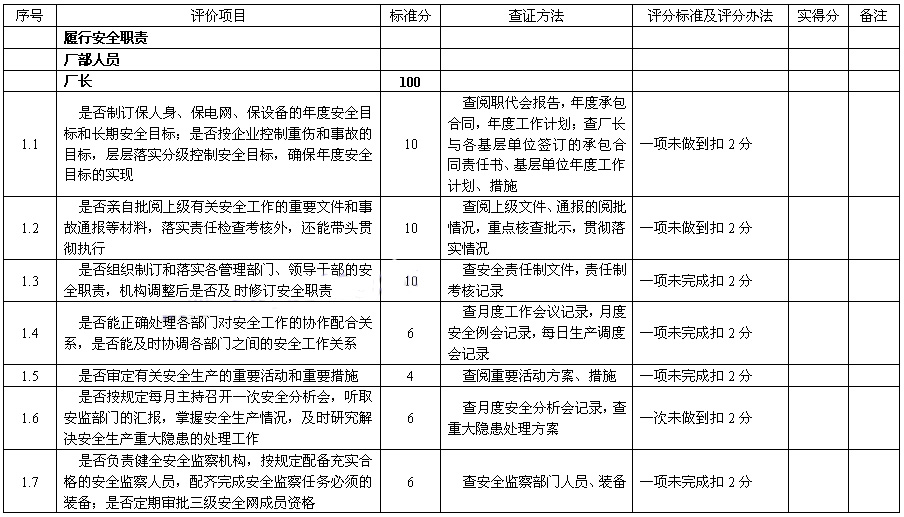 序号 评价项目 标准分 查证方法 评分标准及评分办法 实得分 备注
履行安全职责
厂部人员
厂长 100
1.1
是否制订保人身、保电网、保设备的年度安全目
标和长期安全目标；是否按企业控制重伤和事故的
目标，层层落实分级控制安全目标，确保年度安全
目标的实现
10
查阅职代会报告，年度承包
合同，年度工作计划；查厂长
与各基层单位签订的承包合
同责任书、基层单位年度工作
计划、措施
一项未做到扣 2 分
1.2
是否亲自批阅上级有关安全工作的重要文件和事
故通报等材料，落实责任检查考核外，还能带头贯
彻执行
10
查阅上级文件、通报的阅批
情况，重点核查批示，贯彻落
实情况
一项未做到扣 2 分
1.3
是否组织制订和落实各管理部门、领导干部的安
全职责，机构调整后是否及时修订安全职责
10
查安全责任制文件，责任制
考核记录
一项未完成扣 2 分
1.4
是否能正确处理各部门对安全工作的协作配合关
系，是否能及时协调各部门之间的安全工作关系
6
查月度工作会议记录，月度
安全例会记录，每日生产调度
会记录
一项未完成扣 2 分
1.5
是否审定有关安全生产的重要活动和重要措施
4
查阅重要活动方案、措施
一项未完成扣 2 分
1.6
是否按规定每月主持召开一次安全分析会，听取
安监部门的汇报，掌握安全生产情况，及时研究解
决安全生产重大隐患的处理工作
6
查月度安全分析会记录，查
重大隐患处理方案
一次未做到扣 2 分
1.7
是否负责健全安全监察机构，按规定配备充实合
格的安全监察人员，配齐完成安全监察任务必须的
装备；是否定期审批三级安全网成员资格
6
查安全监察部门人员、装备
一项未完成扣 2 分